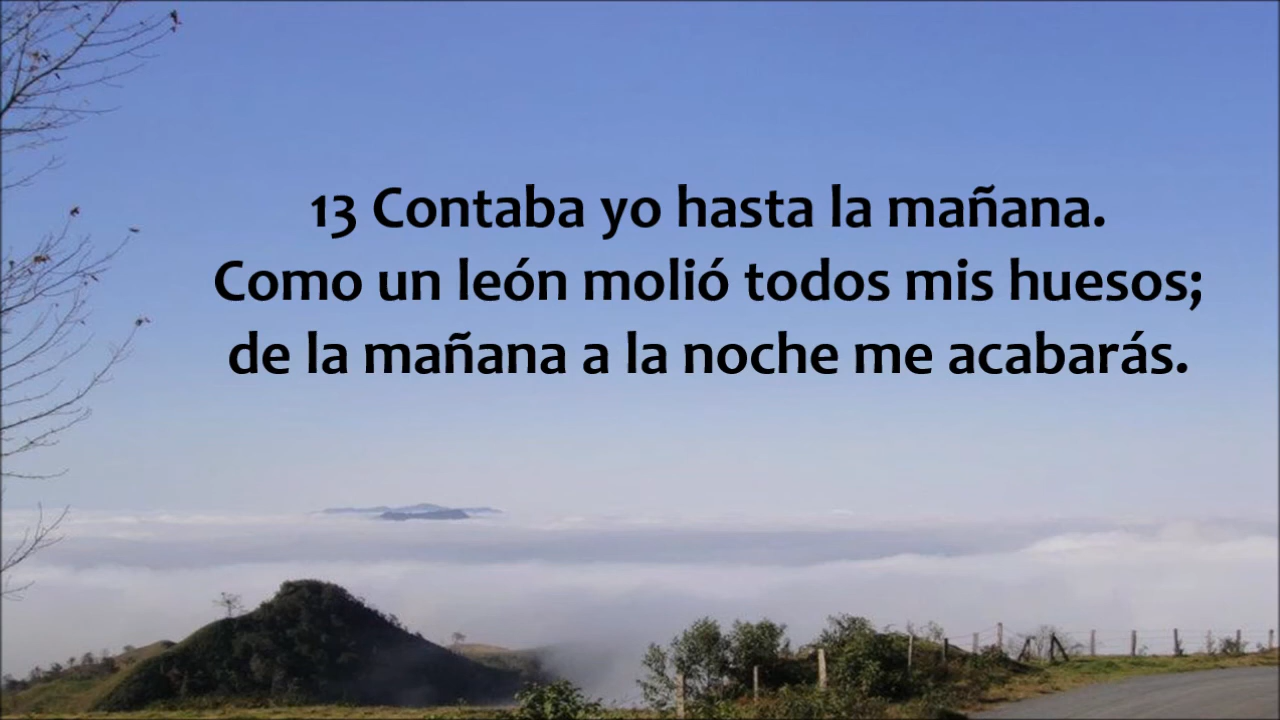 13 Contaba yo hasta la mañana.
Como un león molió todos mis huesos;
de la mañana a la noche me acabarás.